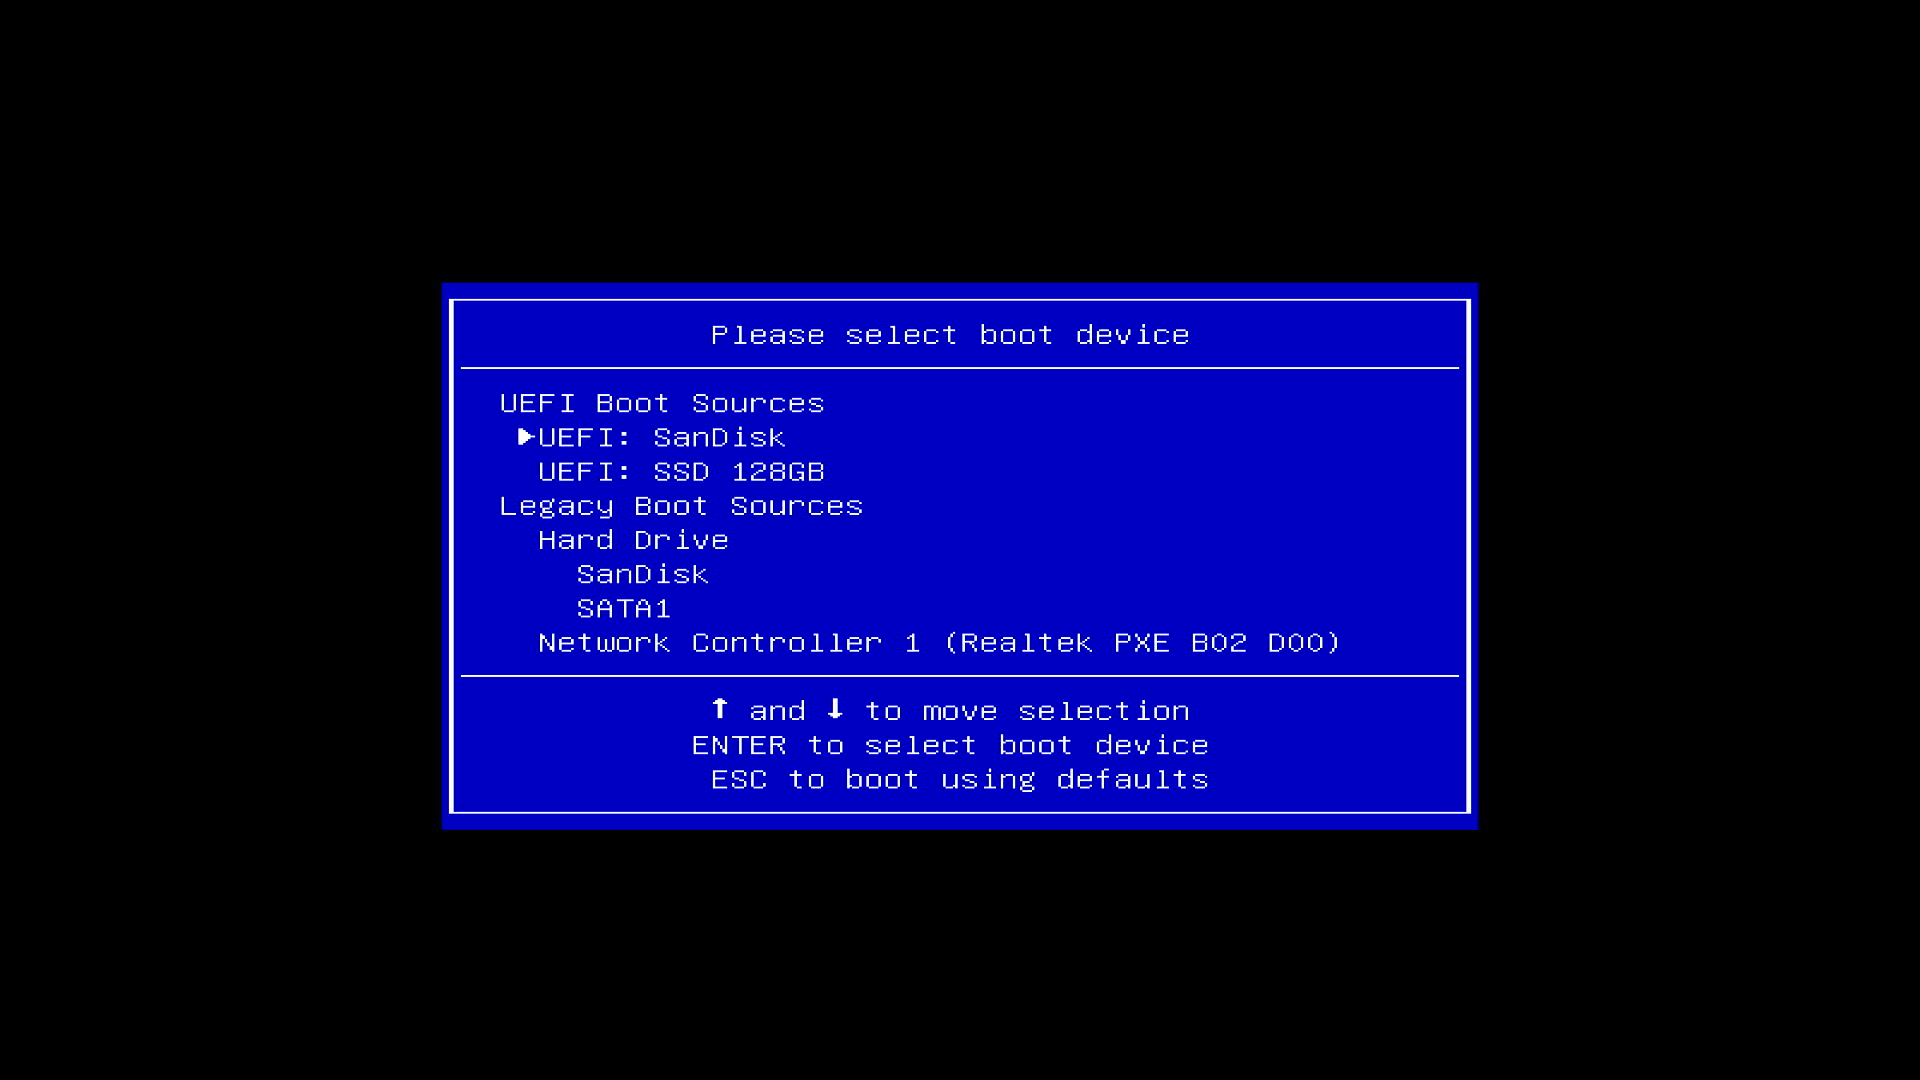 Please select boot device
UEFI Boot Sources
►UEFI: SanDisk
UEFI: SSD 128GB
Legacy Boot Sources
Hard Drive
SanDisk
SATA1
Network Controller 1 (Realtek PXE B02 D00)
↑ and ↓ to move selection
ENTER to select boot device
ESC to boot using defaults